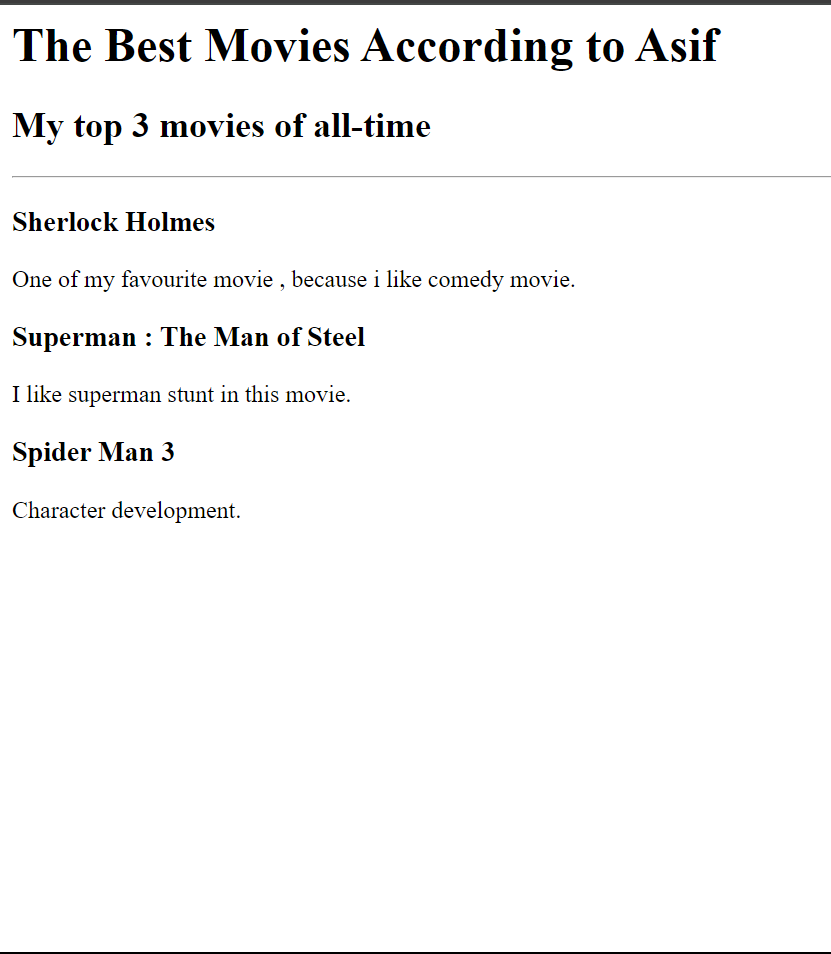 The Best Movies According to Asif
My top 3 movies of all-time
Sherlock Holmes
One of my favourite movie , because i like comedy movie.
Superman : The Man of Steel
I like superman stunt in this movie.
Spider Man 3
Character development.